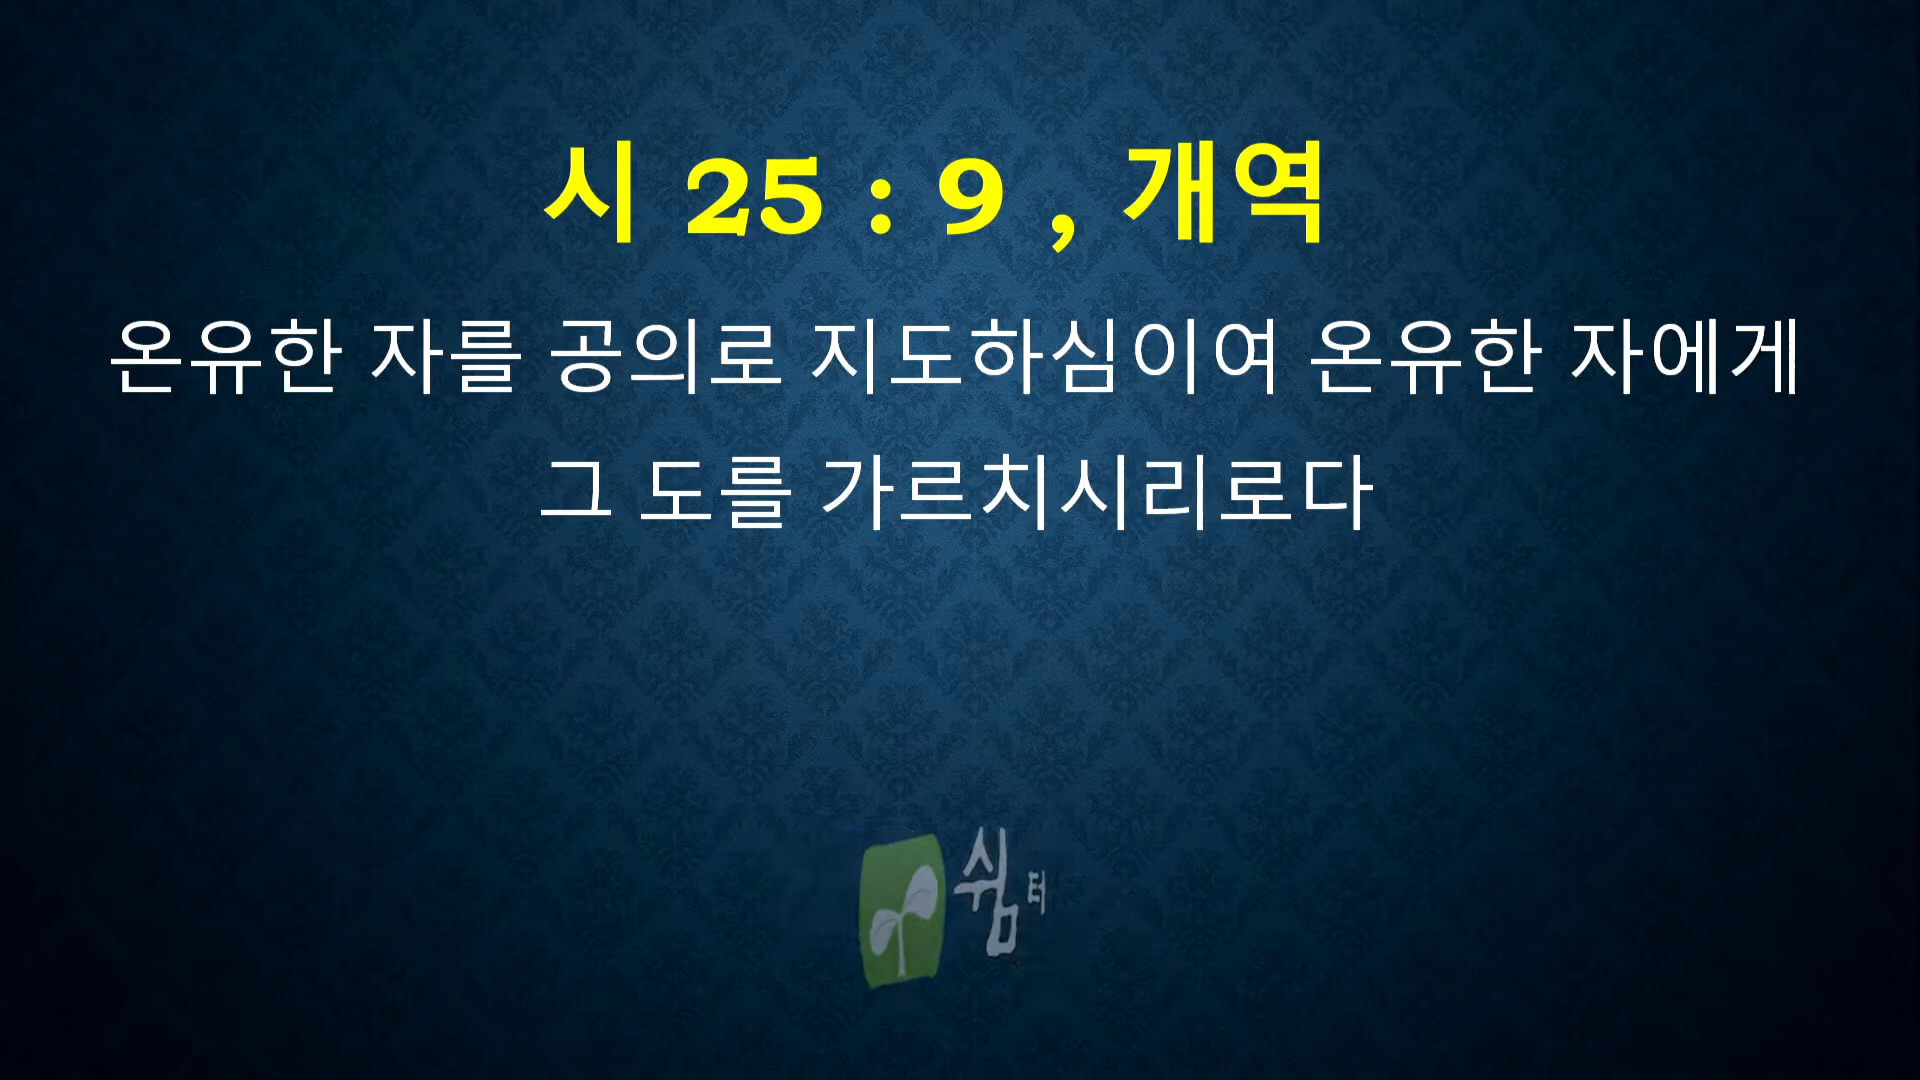 시 25 : 9 , 개역
온유한 자를 공의로 지도하심이여 온유한 자에게
그 도를 가르치시리로다
쉼터